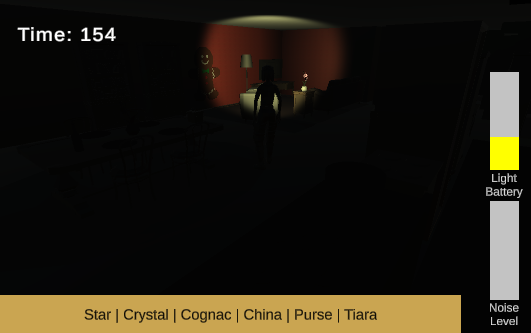 Time: 154
Light
Battery
Noise
Level
Star | Crystal | Cognac | China | Purse | Tiara